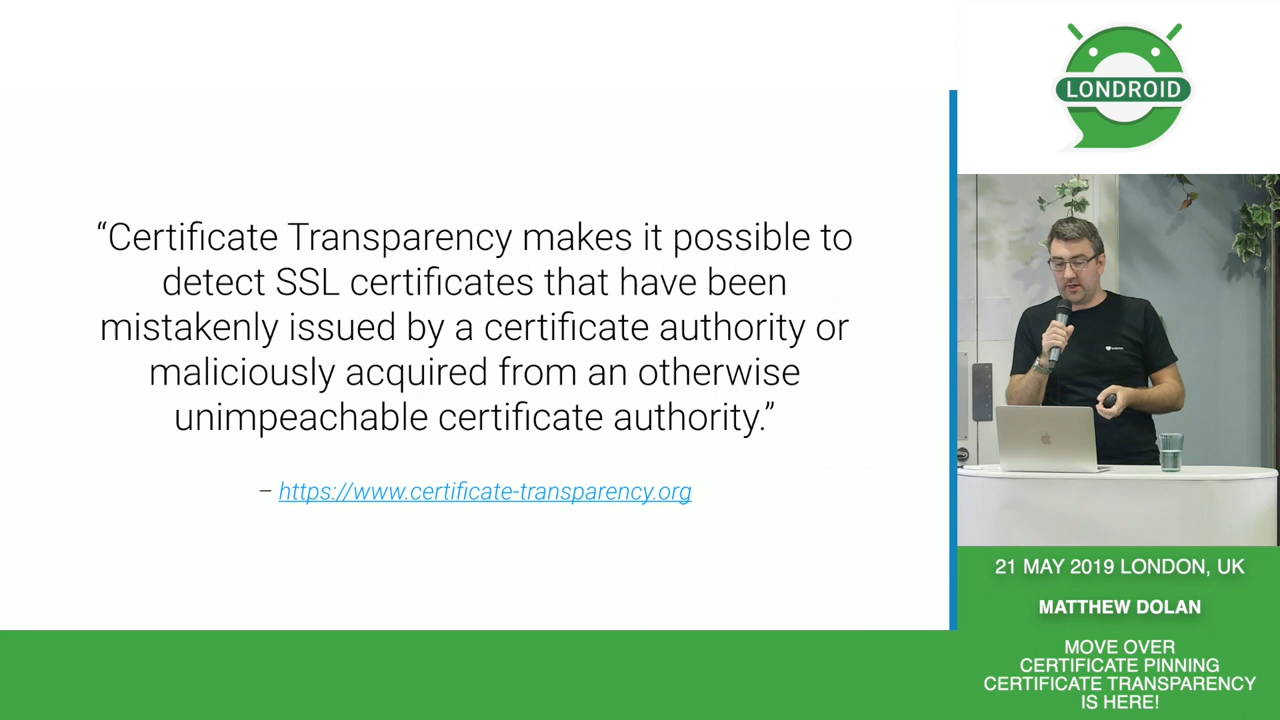 “Certificate Transparency makes it possible to
detect SSL certificates that have been
mistakenly issued by a certificate authority or
maliciously acquired from an otherwise
unimpeachable certificate authority.”
– https://www.certificate-transparency.org
LONDROID
21 MAY 2019 LONDON, UK
MATTHEW DOLAN
MOVE OVER
CERTIFICATE PINNING
CERTIFICATE TRANSPARENCY
IS HERE!